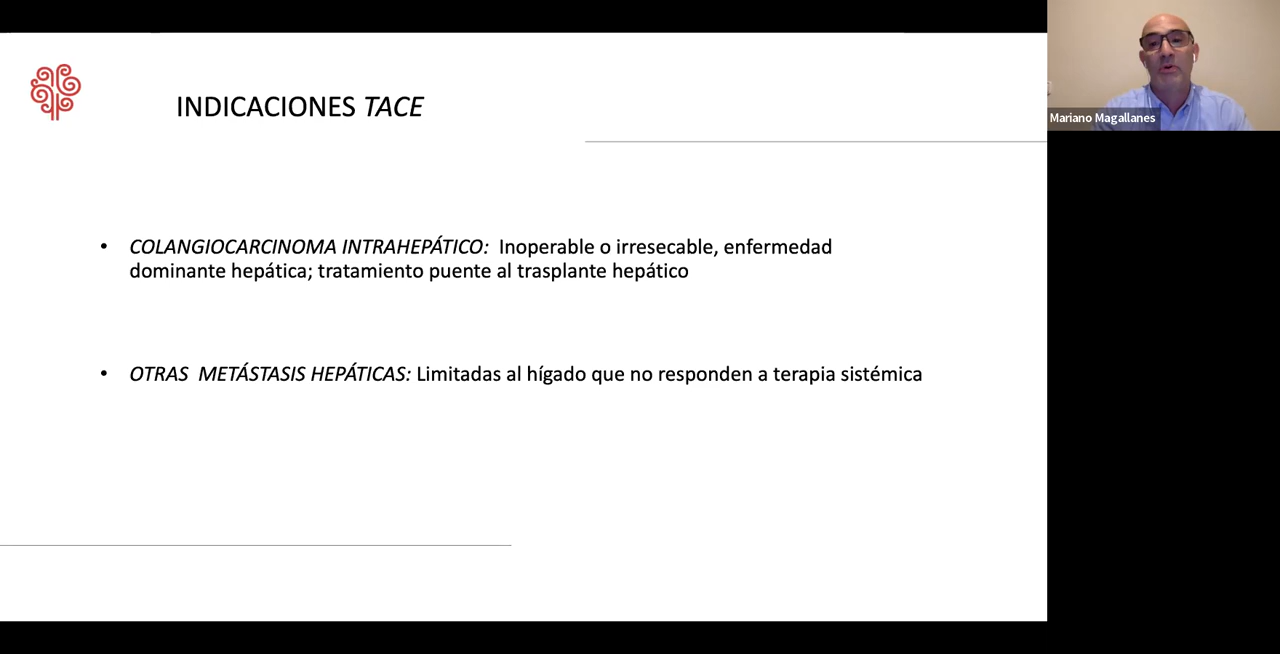 INDICACIONES TACE
Mariano Magallanes
• COLANGIOCARCINOMA INTRAHEPÁTICO: Inoperable o irresecable, enfermedad
dominante hepática; tratamiento puente al trasplante hepático
• OTRAS METÁSTASIS HEPÁTICAS: Limitadas al hígado que no responden a terapia sistémica